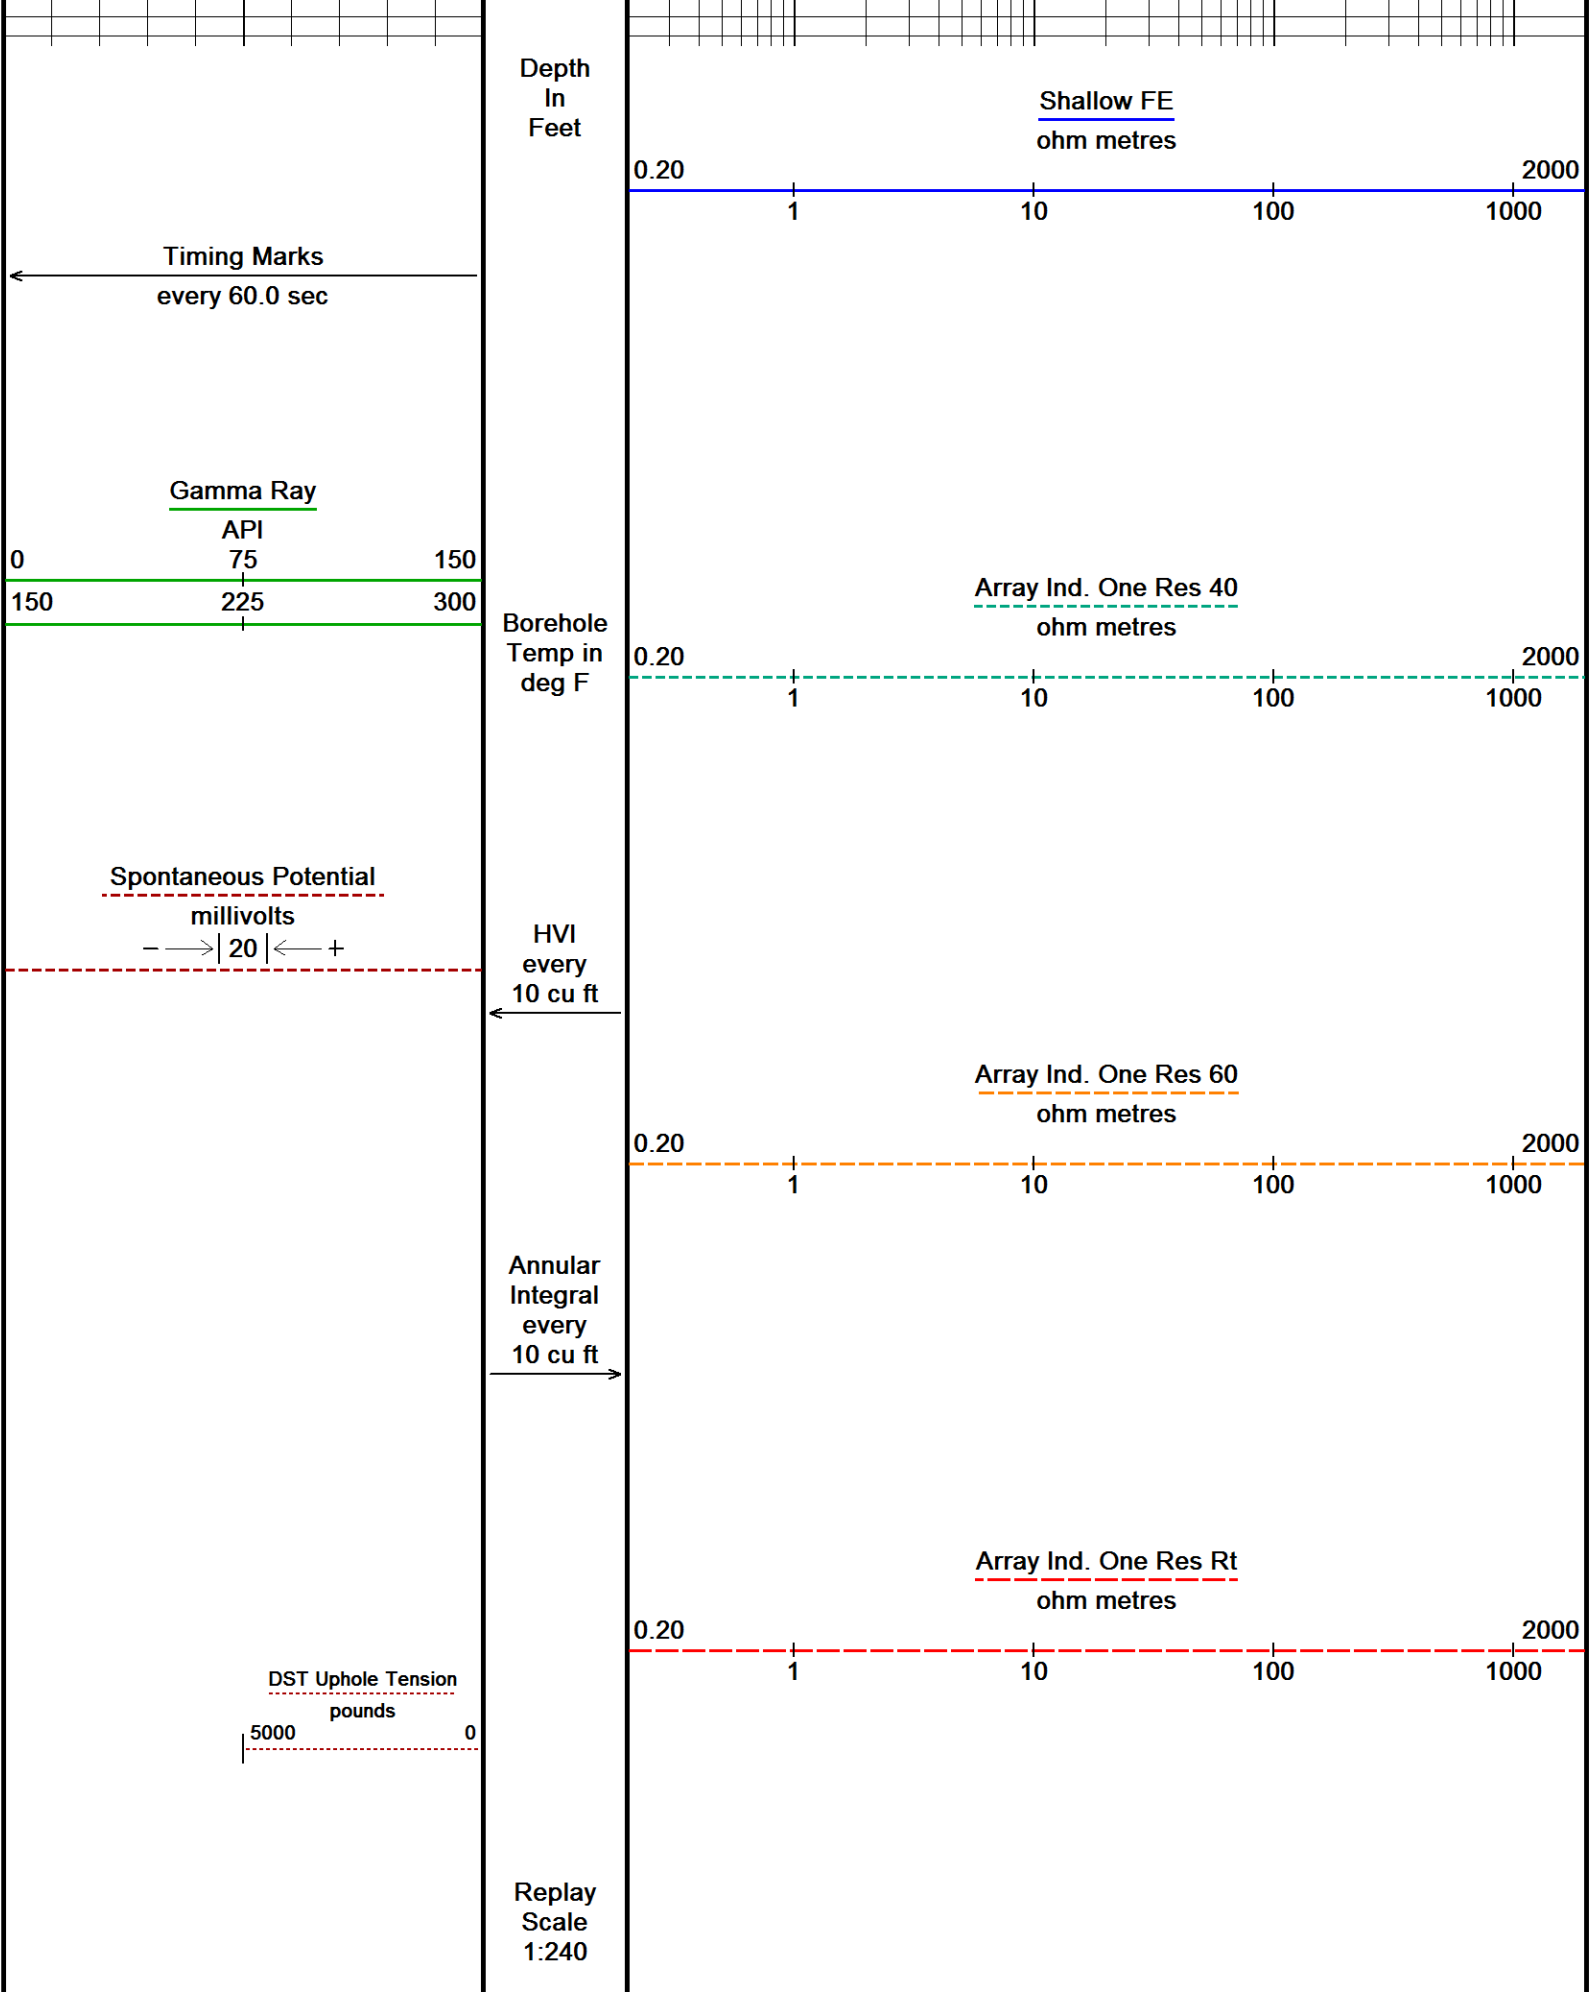 Depth
In
Feet
Shallow FE
ohm metres
0.20 2000
1 10 100 1000
Timing Marks
every 60.0 sec
Gamma Ray
API
0 75 150
150 225 300
Borehole
Temp in
deg F
Array Ind. One Res 40
ohm metres
0.20 2000
1 10 100 1000
Spontaneous Potential
millivolts
− 20 +
HVI
every
10 cu ft
Array Ind. One Res 60
ohm metres
0.20 2000
1 10 100 1000
Annular
Integral
every
10 cu ft
Array Ind. One Res Rt
ohm metres
0.20 2000
1 10 100 1000
DST Uphole Tension
pounds
5000 0
Replay
Scale
1:240